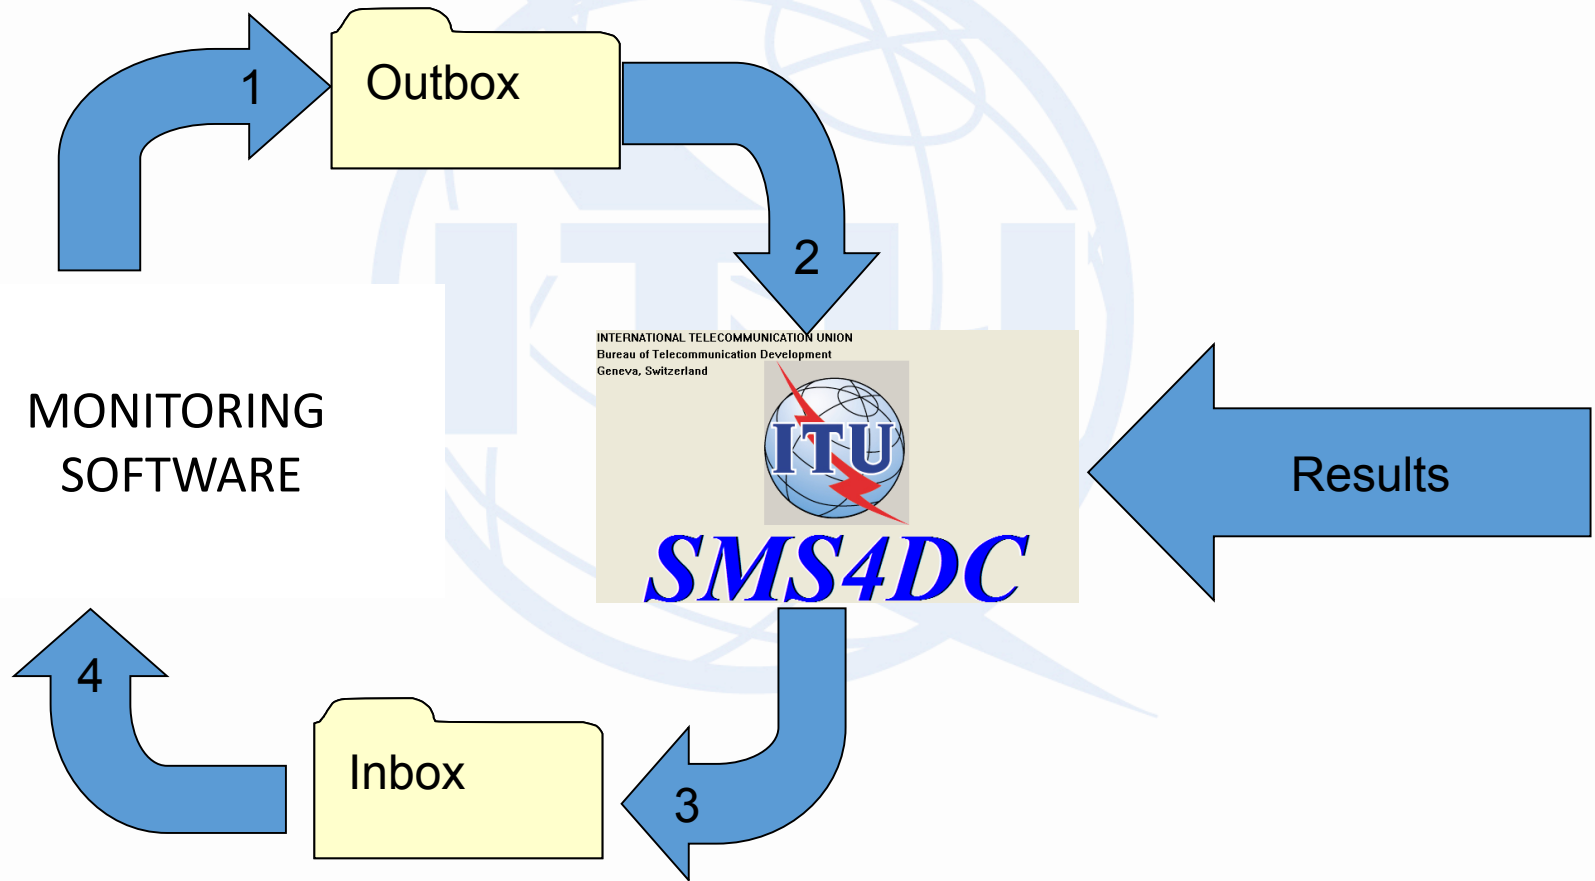 1
Outbox
2
INTERNATIONAL TELECOMMUNICATION UNION
Bureau of Telecommunication Development
Geneva, Switzerland
MONITORING
SOFTWARE
ITU
Results
SMS4DC
4
Inbox
3
ITU